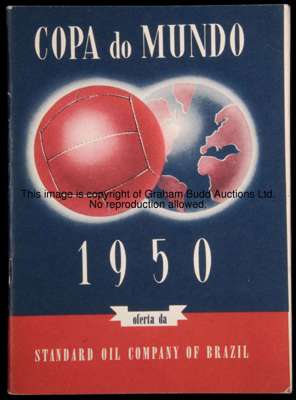 COPA do MUNDO
This image is copyright of Graham Budd Auctions Ltd.
No reproduction allowed.
1950
oferta da
STANDARD OIL COMPANY OF BRAZIL